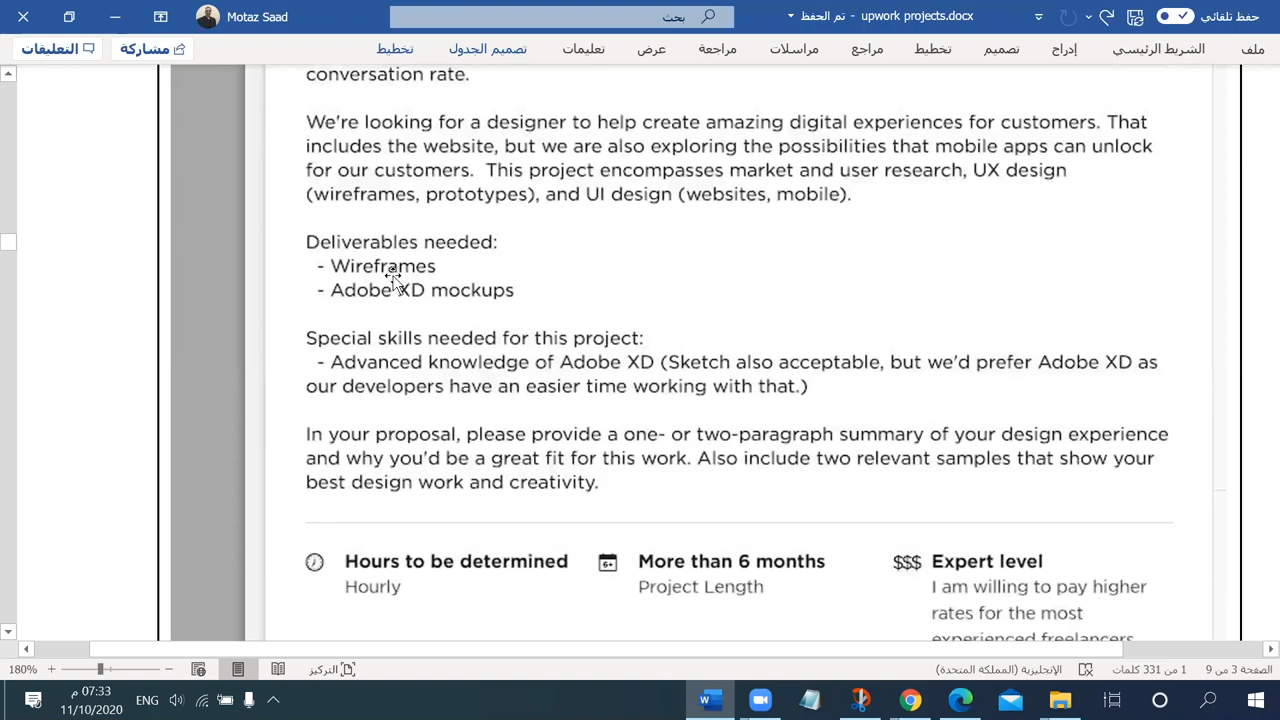 Motaz Saad
بحث
upwork projects.docx - تم الحفظ
حفظ تلقائي
ملف
الشريط الرئيسي
إدراج
تصميم
تخطيط
مراجع
مراسلات
مراجعة
عرض
تعليمات
تصميم الجدول
تخطيط
مشاركة
التعليقات
conversation rate.
We're looking for a designer to help create amazing digital experiences for customers. That
includes the website, but we are also exploring the possibilities that mobile apps can unlock
for our customers. This project encompasses market and user research, UX design
(wireframes, prototypes), and UI design (websites, mobile).
Deliverables needed:
- Wireframes
- Adobe XD mockups
Special skills needed for this project:
- Advanced knowledge of Adobe XD (Sketch also acceptable, but we'd prefer Adobe XD as
our developers have an easier time working with that.)
In your proposal, please provide a one- or two-paragraph summary of your design experience
and why you'd be a great fit for this work. Also include two relevant samples that show your
best design work and creativity.
Hours to be determined
Hourly
6+
More than 6 months
Project Length
$$$ Expert level
I am willing to pay higher
rates for the most
experienced freelancers
الصفحة 3 من 9
1 من 331 كلمات
الإنجليزية (المملكة المتحدة)
التركيز
180%
07:33 م
11/10/2020
ENG